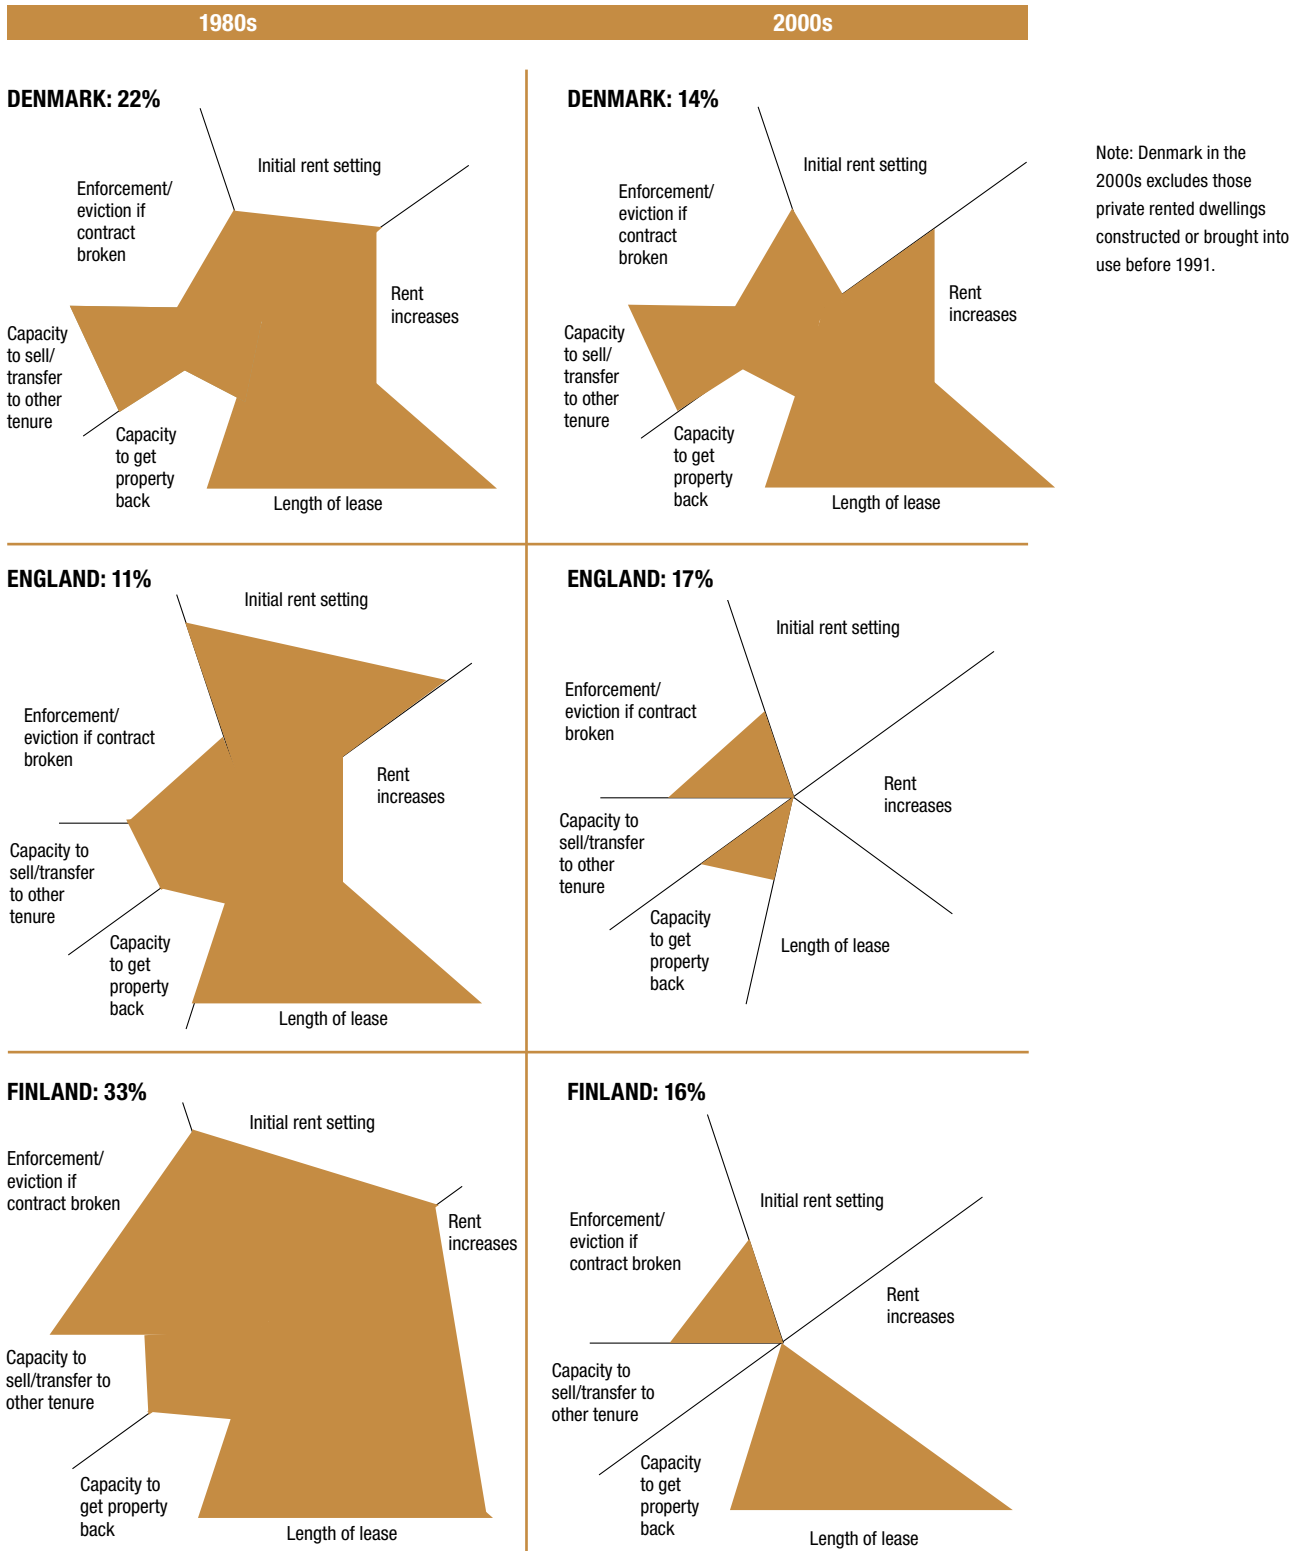 1980s
2000s
DENMARK: 22%
Initial rent setting
Enforcement/
eviction if
contract
broken
Rent
increases
Capacity
to sell/
transfer
to other
tenure
Capacity
to get
property
back
Length of lease
DENMARK: 14%
Initial rent setting
Enforcement/
eviction if
contract
broken
Rent
increases
Capacity
to sell/
transfer
to other
tenure
Capacity
to get
property
back
Length of lease
Note: Denmark in the
2000s excludes those
private rented dwellings
constructed or brought into
use before 1991.
ENGLAND: 11%
Initial rent setting
Enforcement/
eviction if contract
broken
Rent
increases
Capacity to
sell/transfer
to other
tenure
Capacity
to get
property
back
Length of lease
ENGLAND: 17%
Initial rent setting
Enforcement/
eviction if contract
broken
Rent
increases
Capacity to
sell/transfer
to other
tenure
Capacity
to get
property
back
Length of lease
FINLAND: 33%
Initial rent setting
Enforcement/
eviction if
contract broken
Rent
increases
Capacity to
sell/transfer to
other tenure
Capacity to
get property
back
Length of lease
FINLAND: 16%
Initial rent setting
Enforcement/
eviction if
contract broken
Rent
increases
Capacity to
sell/transfer to
other tenure
Capacity
to get
property
back
Length of lease